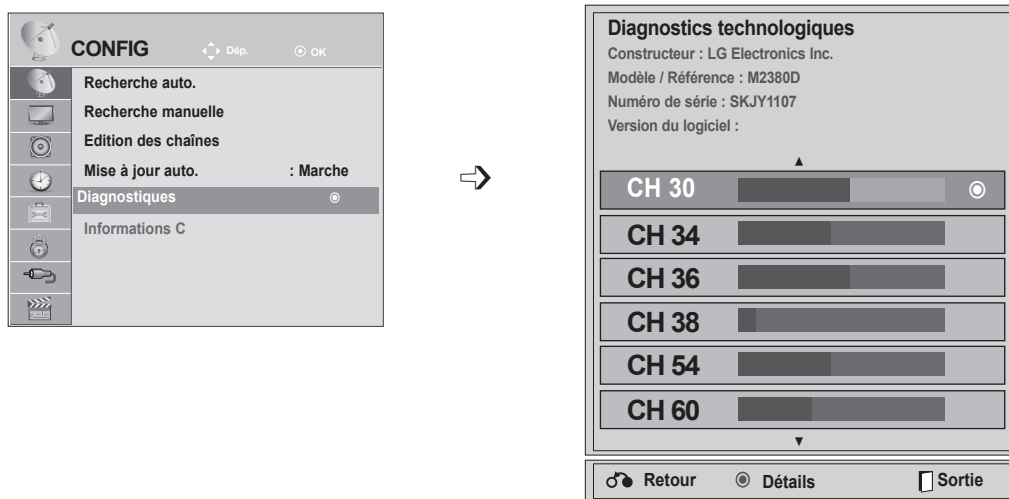 CONFIG
Dép.
OK
Recherche auto.
Recherche manuelle
Edition des chaînes
Mise à jour auto. : Marche
Diagnostiques
Informations C
Diagnostics technologiques
Constructeur : LG Electronics Inc.
Modèle / Référence : M2380D
Numéro de série : SKJY1107
Version du logiciel :
CH 30
CH 34
CH 36
CH 38
CH 54
CH 60
Retour
Détails
Sortie